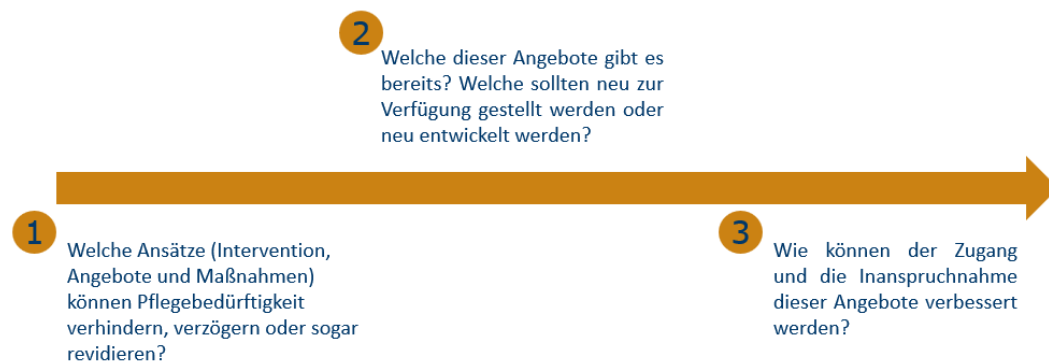 1
Welche Ansätze (Intervention,
Angebote und Maßnahmen)
können Pflegebedürftigkeit
verhindern, verzögern oder sogar
revidieren?
2
Welche dieser Angebote gibt es
bereits? Welche sollten neu zur
Verfügung gestellt werden oder
neu entwickelt werden?
3
Wie können der Zugang
und die Inanspruchnahme
dieser Angebote verbessert
werden?